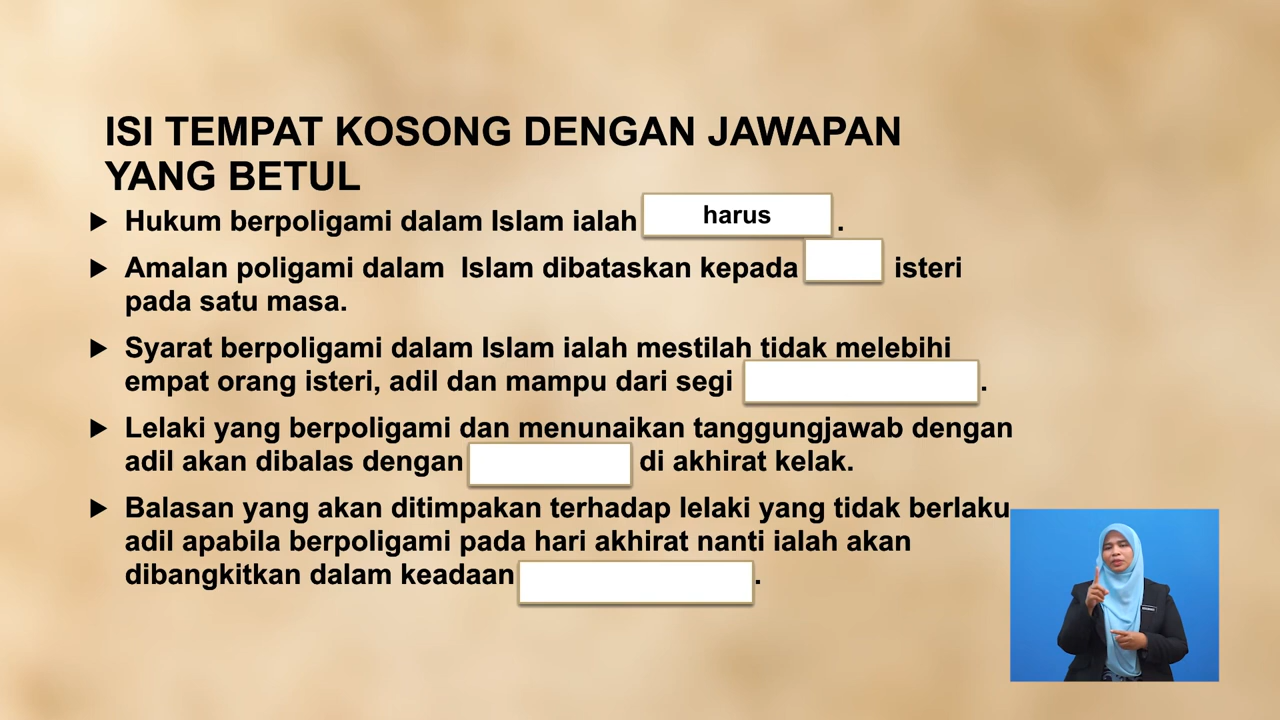 ISI TEMPAT KOSONG DENGAN JAWAPAN
YANG BETUL
Hukum berpoligami dalam Islam ialah harus .
Amalan poligami dalam Islam dibataskan kepada isteri
pada satu masa.
Syarat berpoligami dalam Islam ialah mestilah tidak melebihi
empat orang isteri, adil dan mampu dari segi .
Lelaki yang berpoligami dan menunaikan tanggungjawab dengan
adil akan dibalas dengan di akhirat kelak.
Balasan yang akan ditimpakan terhadap lelaki yang tidak berlaku
adil apabila berpoligami pada hari akhirat nanti ialah akan
dibangkitkan dalam keadaan .